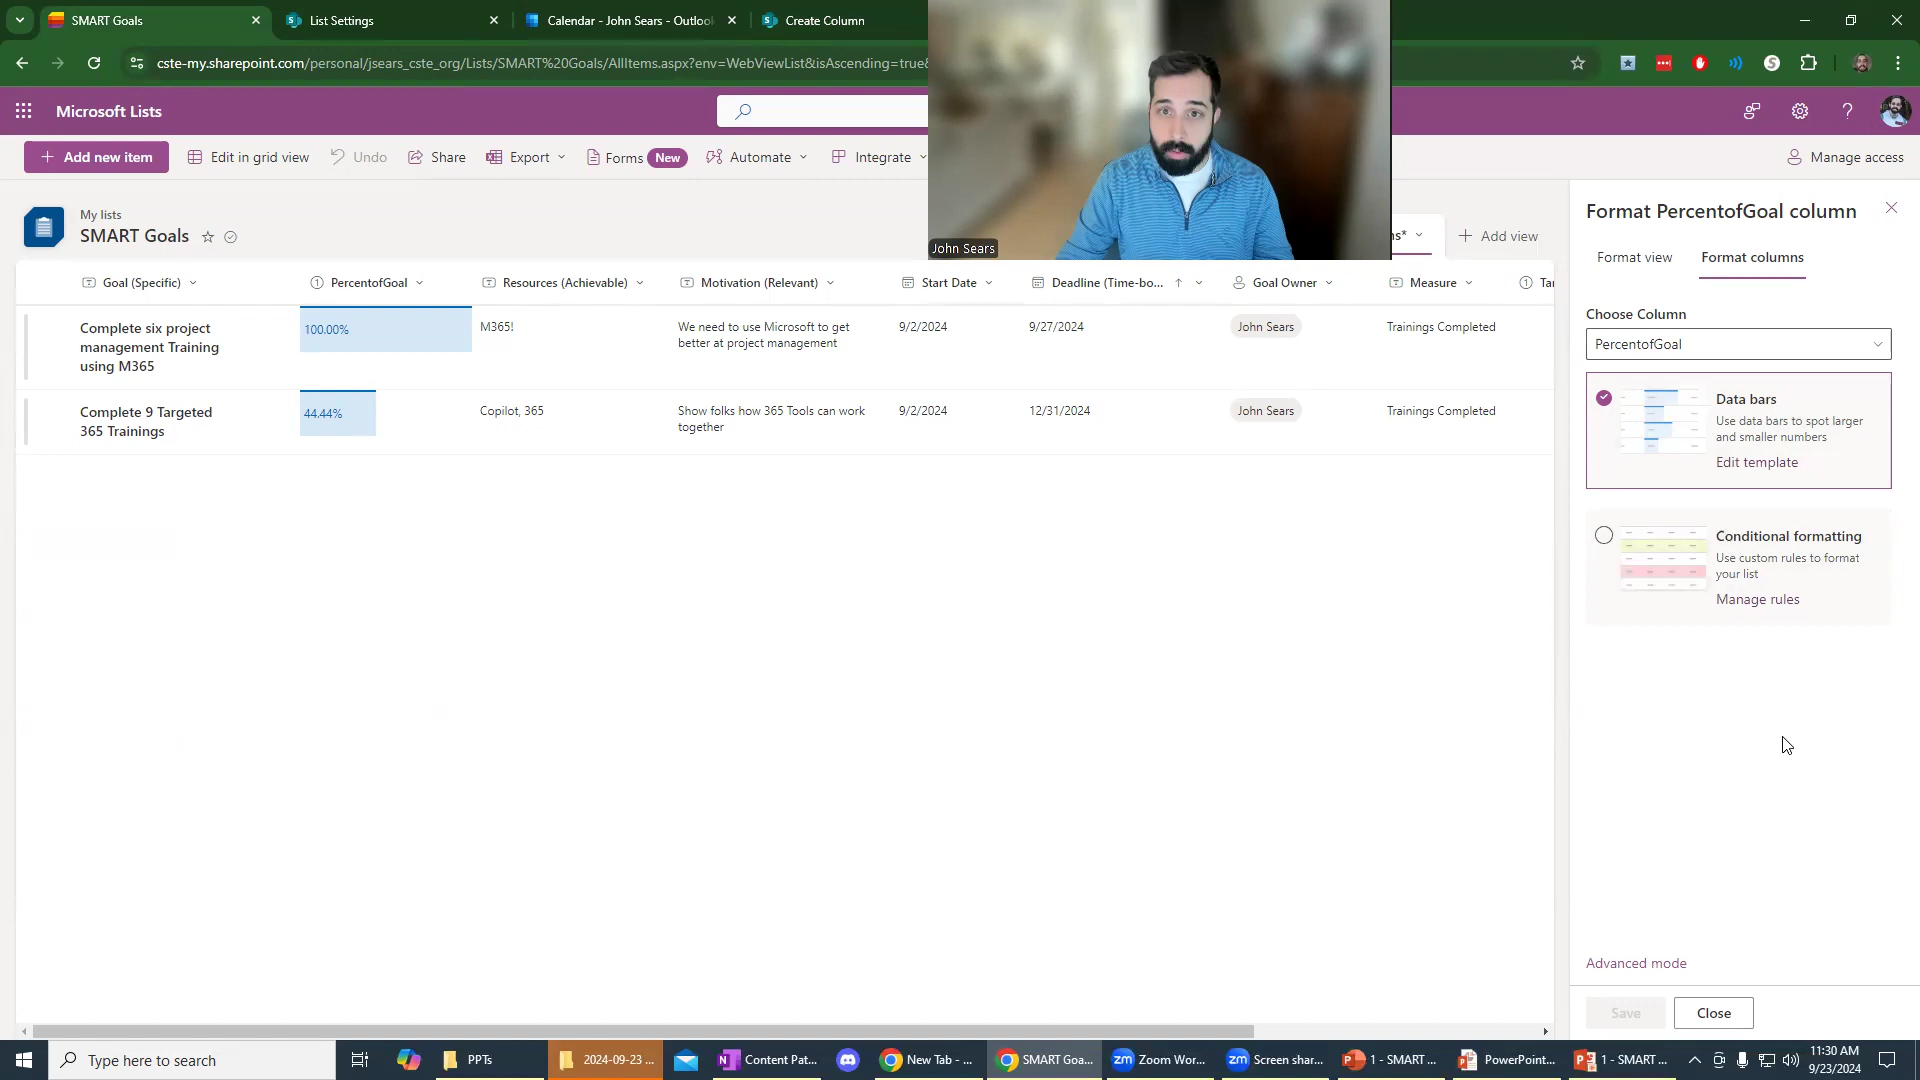 SMART Goals
List Settings
Calendar - John Sears - Outloo
Create Column
cste-my.sharepoint.com/personal/jsears_cste_org/Lists/SMART%20Goals/AllItems.aspx?env=WebViewList&isAscending=true&
Microsoft Lists
Add new item
Edit in grid view
Undo
Share
Export
Forms
New
Automate
Integrate
Manage access
John Sears
My lists
SMART Goals
ns*
Add view
Goal (Specific)
PercentofGoal
Resources (Achievable)
Motivation (Relevant)
Start Date
Deadline (Time-bo...
Goal Owner
Measure
Tar
Complete six project
management Training
using M365
100.00%
M365!
We need to use Microsoft to get
better at project management
9/2/2024
9/27/2024
John Sears
Trainings Completed
Complete 9 Targeted
365 Trainings
44.44%
Copilot, 365
Show folks how 365 Tools can work
together
9/2/2024
12/31/2024
John Sears
Trainings Completed
Format PercentofGoal column
Format view
Format columns
Choose Column
PercentofGoal
Data bars
Use data bars to spot larger
and smaller numbers
Edit template
Conditional formatting
Use custom rules to format
your list
Manage rules
Advanced mode
Save
Close
Type here to search
PPTs
2024-09-23 ...
Content Pat...
New Tab - ...
SMART Goa...
Zoom Wor...
Screen shar...
1 - SMART ...
PowerPoint...
1 - SMART ...
11:30 AM
9/23/2024